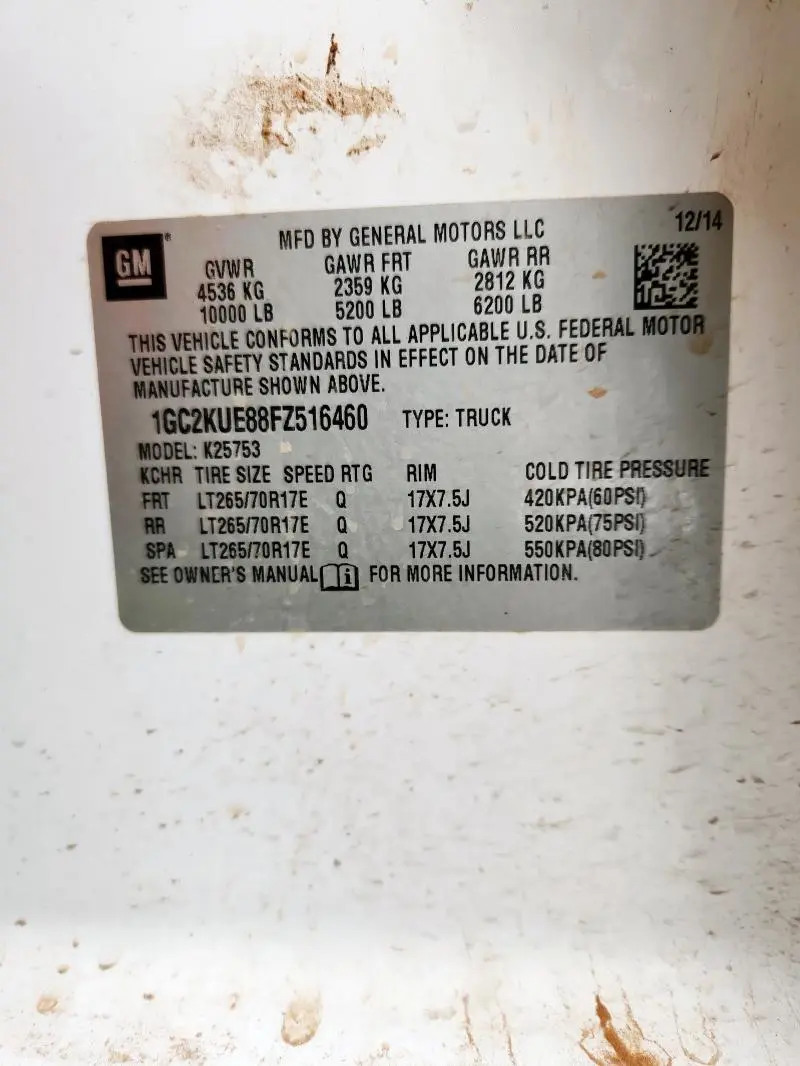 12/14
GM®
MFD BY GENERAL MOTORS LLC
GVWR GAWR FRT GAWR RR
4536 KG 2359 KG 2812 KG
10000 LB 5200 LB 6200 LB
THIS VEHICLE CONFORMS TO ALL APPLICABLE U.S. FEDERAL MOTOR
VEHICLE SAFETY STANDARDS IN EFFECT ON THE DATE OF
MANUFACTURE SHOWN ABOVE.
1GC2KUE88FZ516460 TYPE: TRUCK
MODEL: K25753
KCHR TIRE SIZE SPEED RTG RIM COLD TIRE PRESSURE
FRT LT265/70R17E Q 17X7.5J 420KPA(60PSI)
RR LT265/70R17E Q 17X7.5J 520KPA(75PSI)
SPA LT265/70R17E Q 17X7.5J 550KPA(80PSI)
SEE OWNER'S MANUAL i FOR MORE INFORMATION.